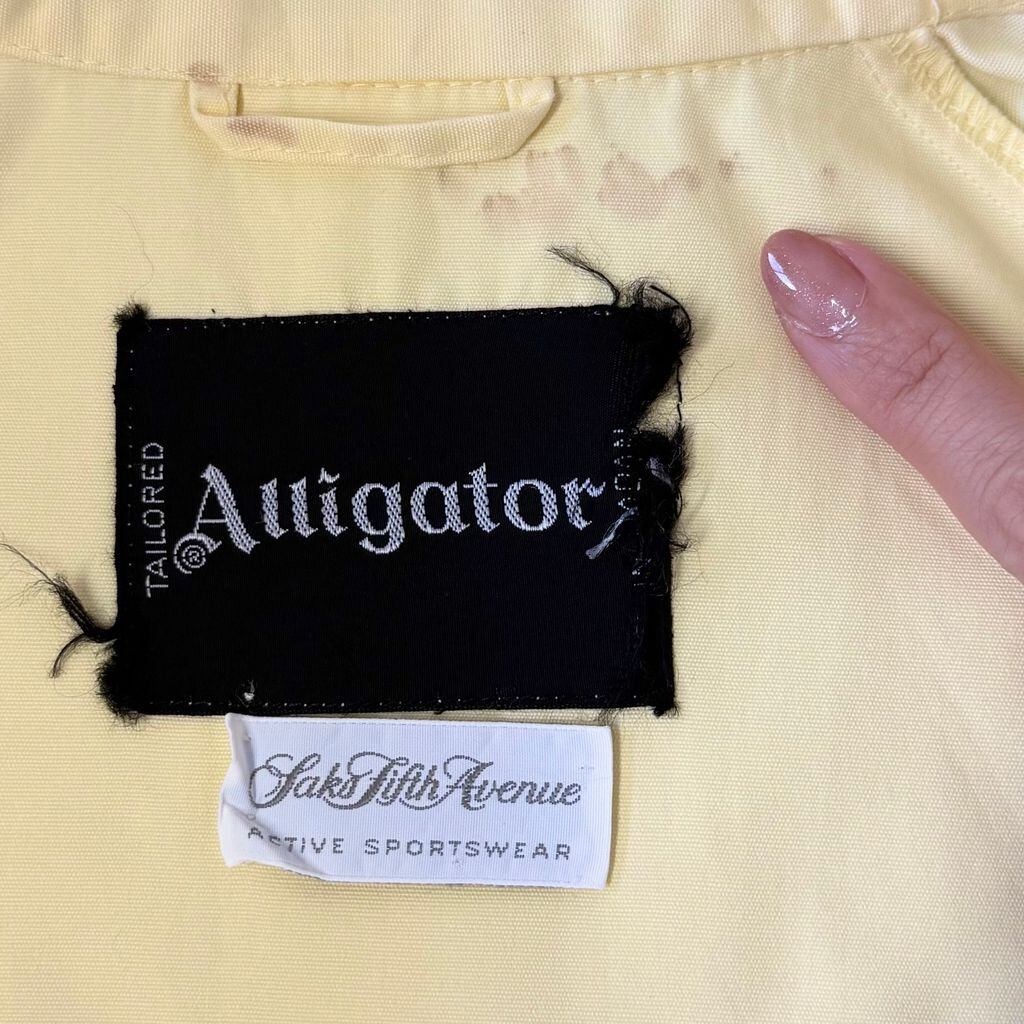 TAILORED
Alligator®
Saks Fifth Avenue
ACTIVE SPORTSWEAR